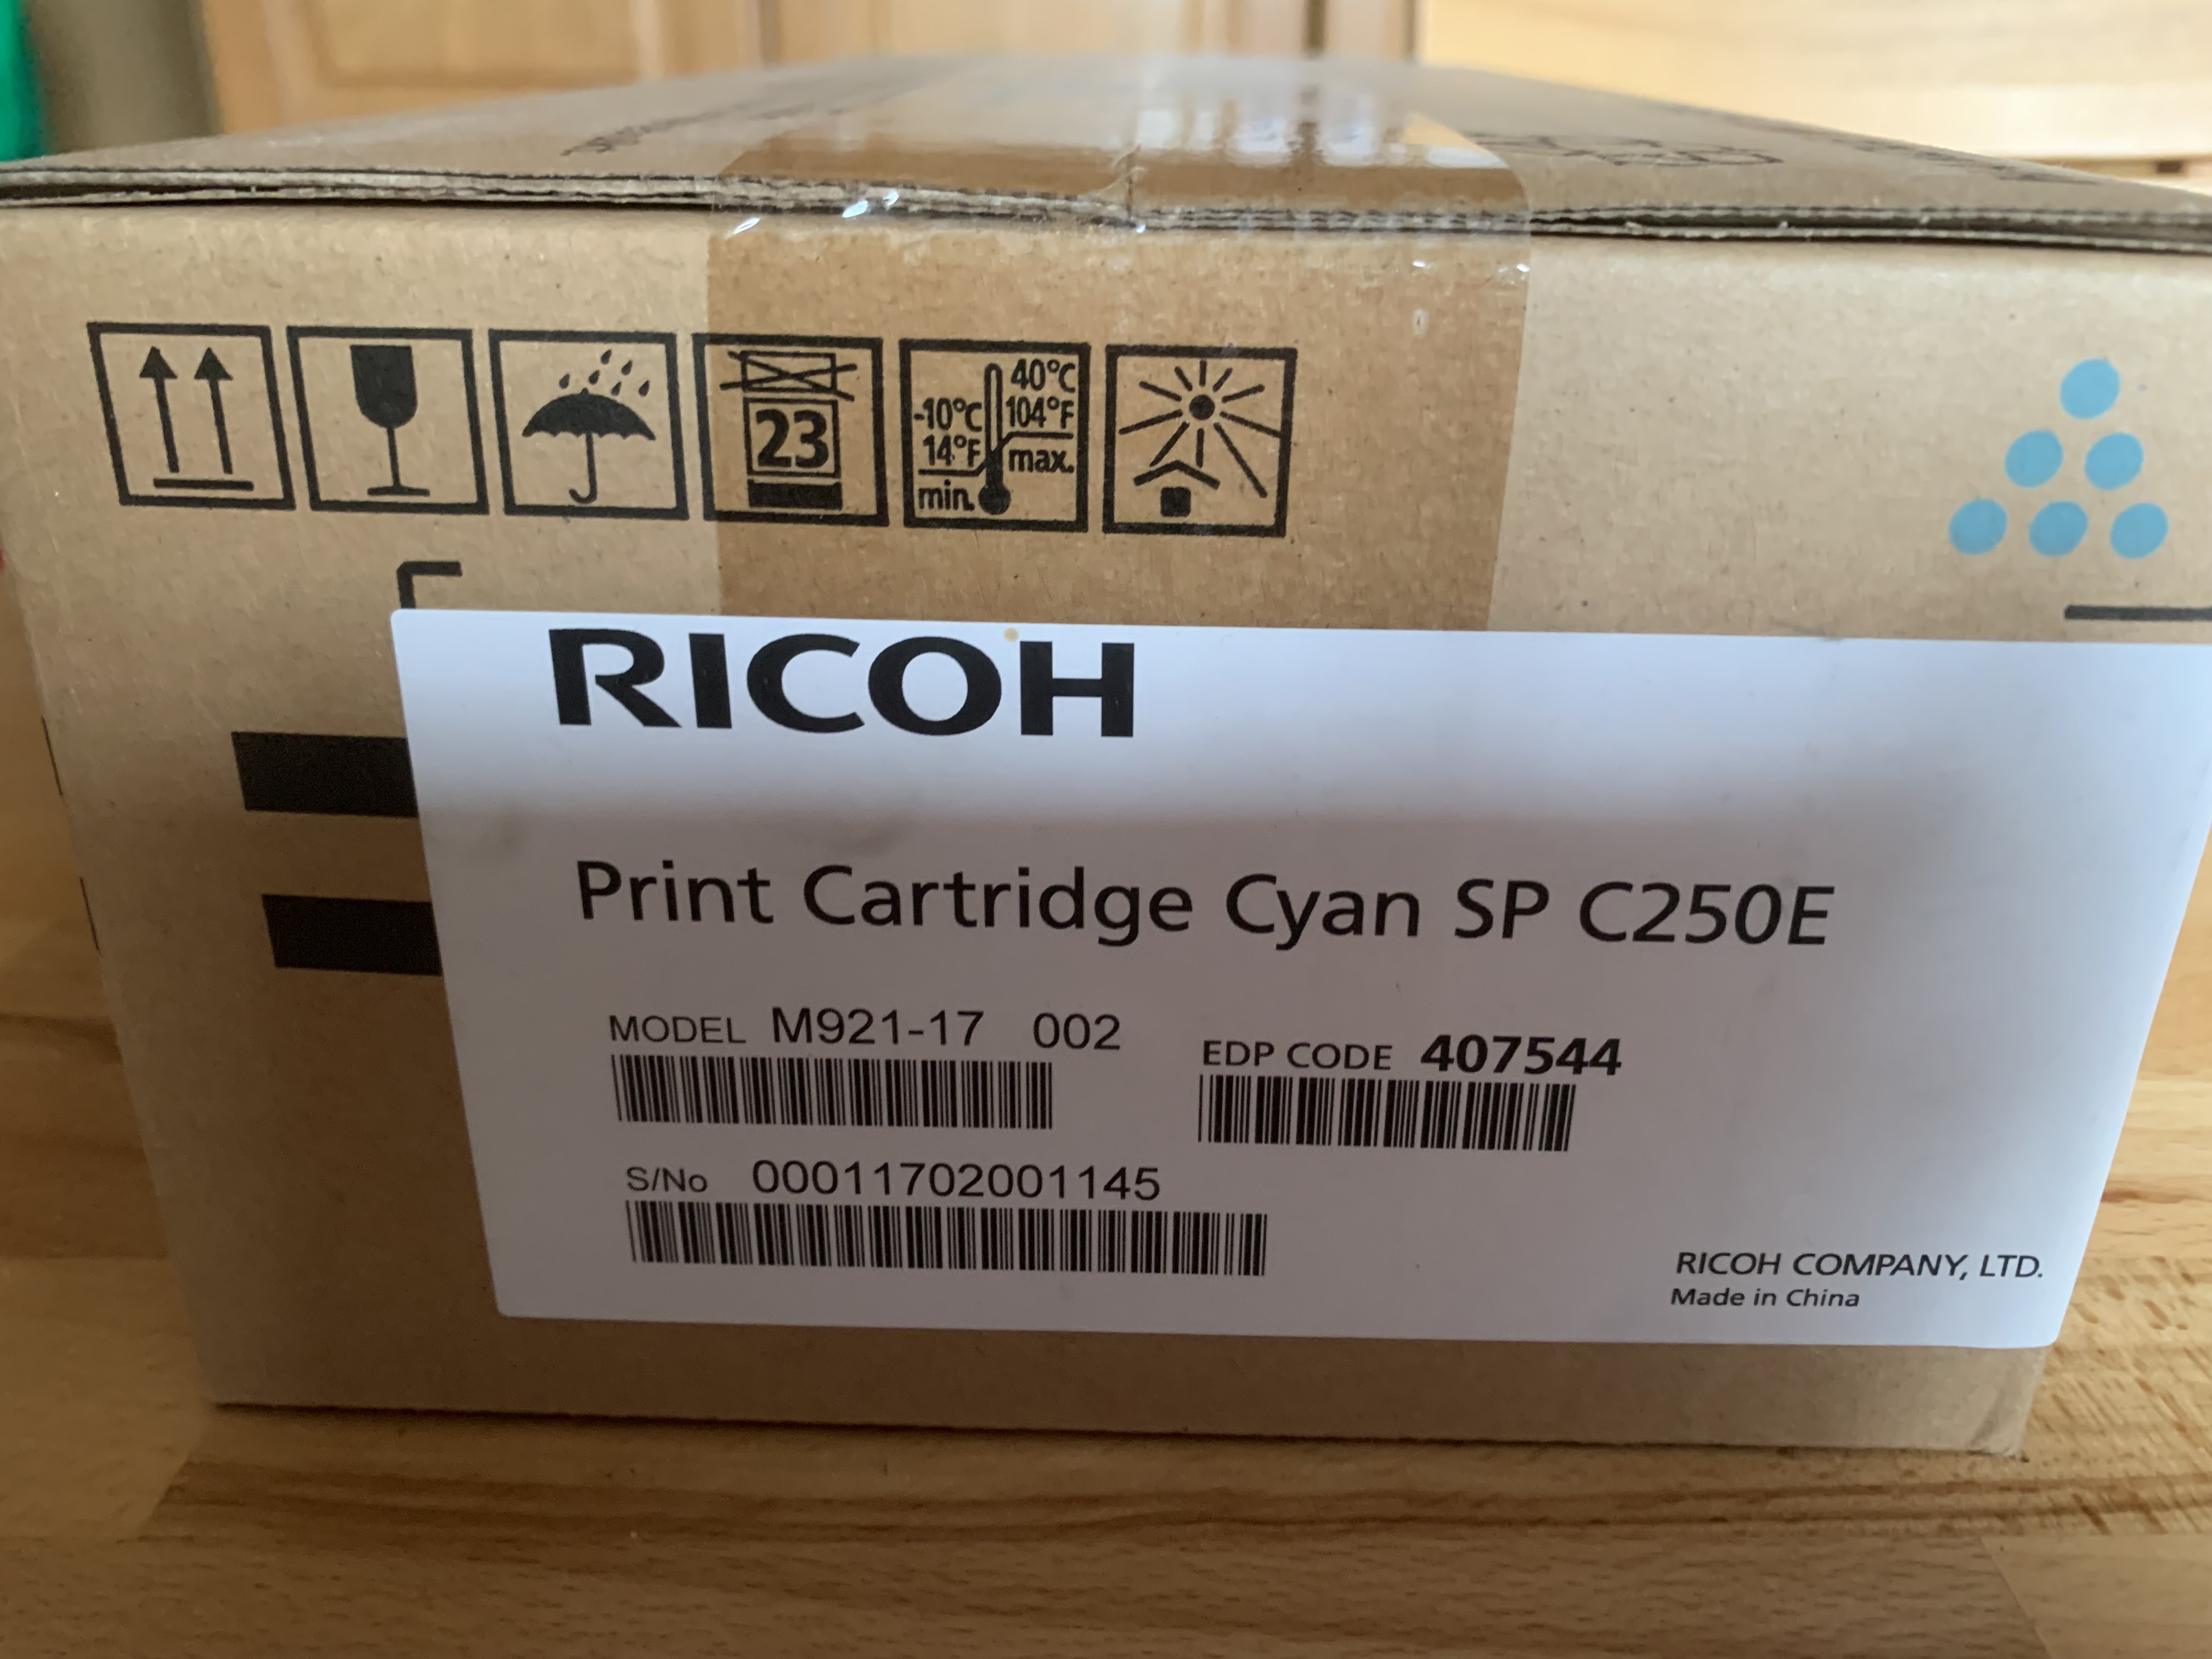 23
-10°C 40°C
14°F 104°F
min. max.
RICOH
Print Cartridge Cyan SP C250E
MODEL M921-17 002
EDP CODE 407544
S/No 00011702001145
RICOH COMPANY, LTD.
Made in China